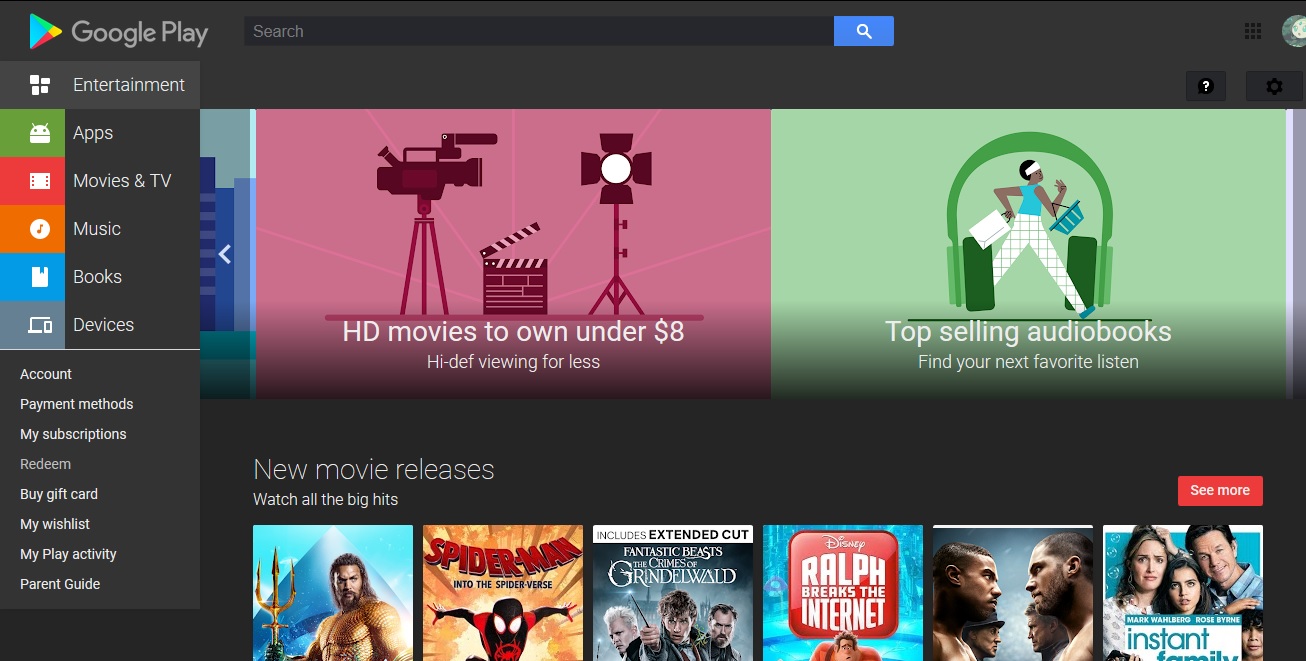 Google Play
Search
Entertainment
Apps
Movies & TV
Music
Books
Devices
Account
Payment methods
My subscriptions
Redeem
Buy gift card
My wishlist
My Play activity
Parent Guide
HD movies to own under $8
Hi-def viewing for less
Top selling audiobooks
Find your next favorite listen
New movie releases
Watch all the big hits
See more
SPIDER-MAN
INTO THE SPIDER-VERSE
INCLUDES EXTENDED CUT
FANTASTIC BEASTS
THE CRIMES OF
GRINDELWALD
Disney
RALPH
BREAKS THE
INTERNET
MARK WAHLBERG ROSE BYRNE
instant
family